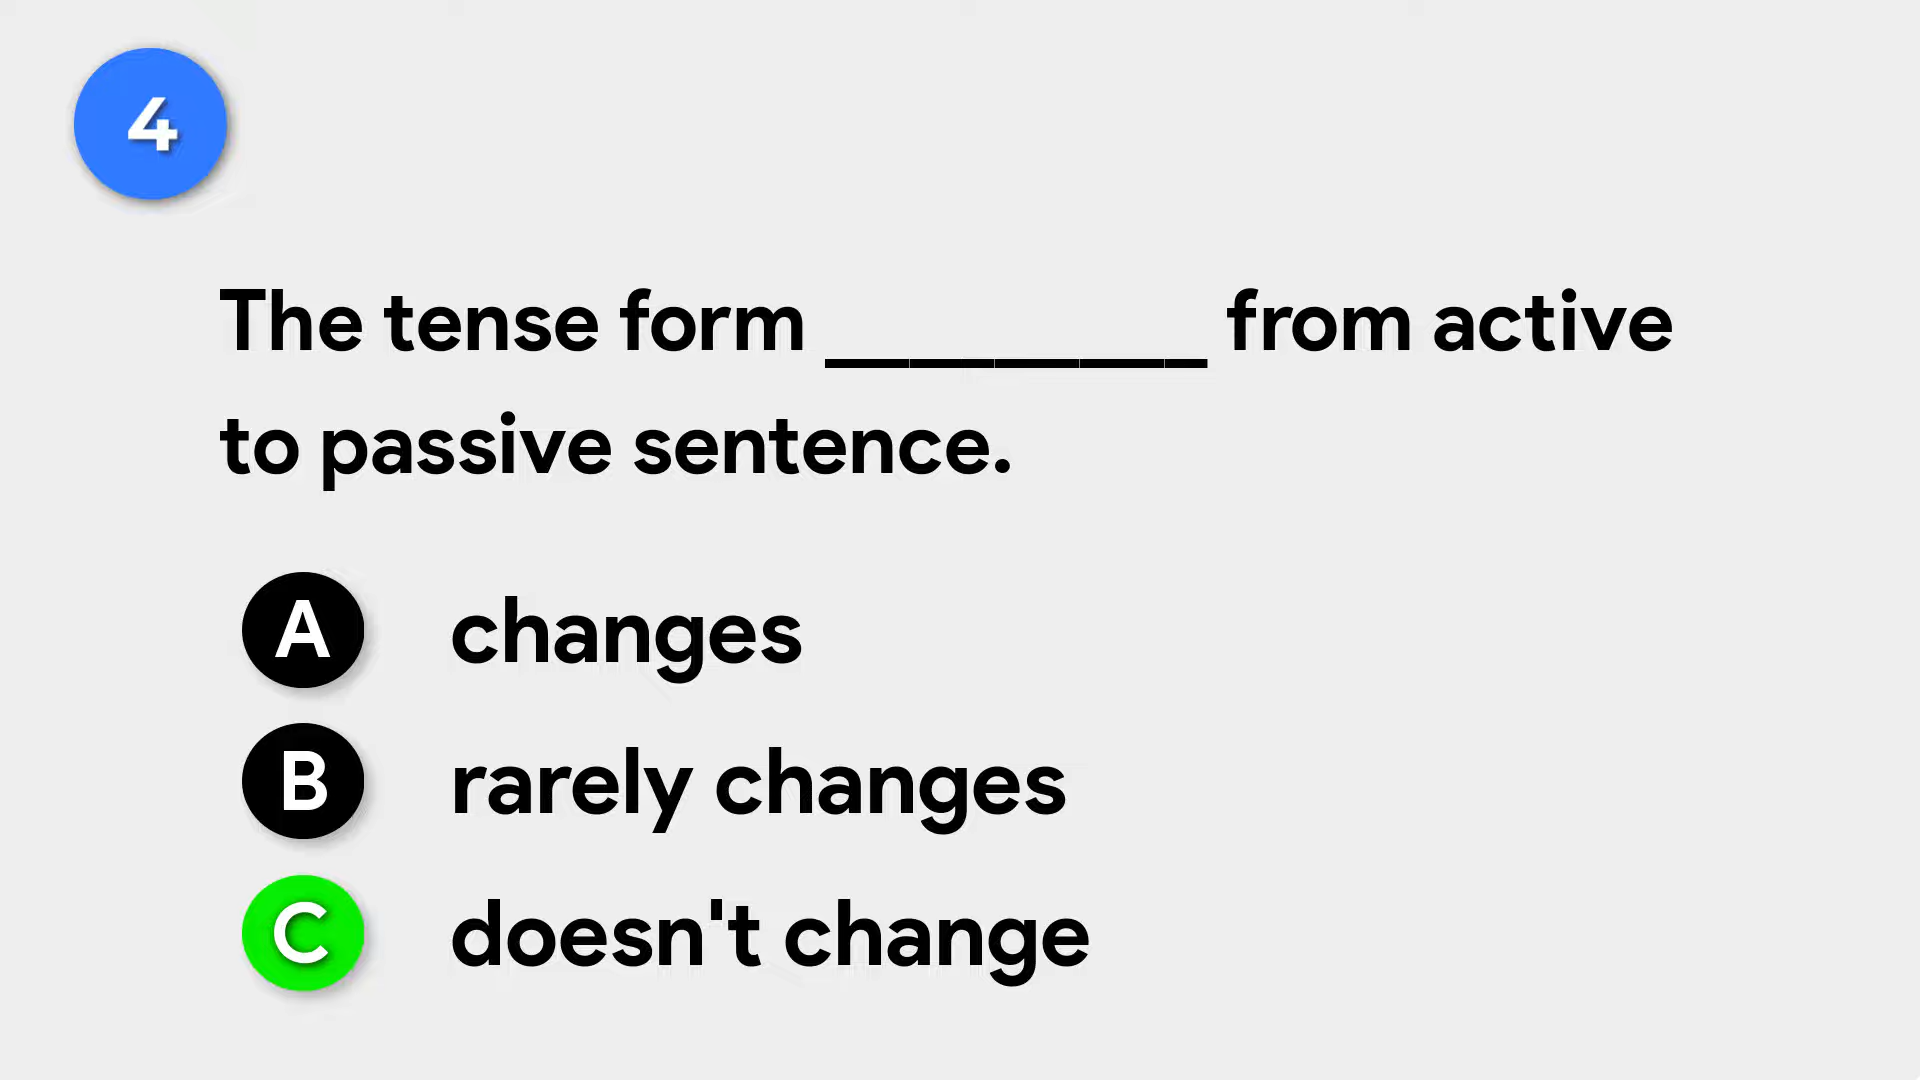 4
The tense form _________ from active
to passive sentence.
A changes
B rarely changes
C doesn't change